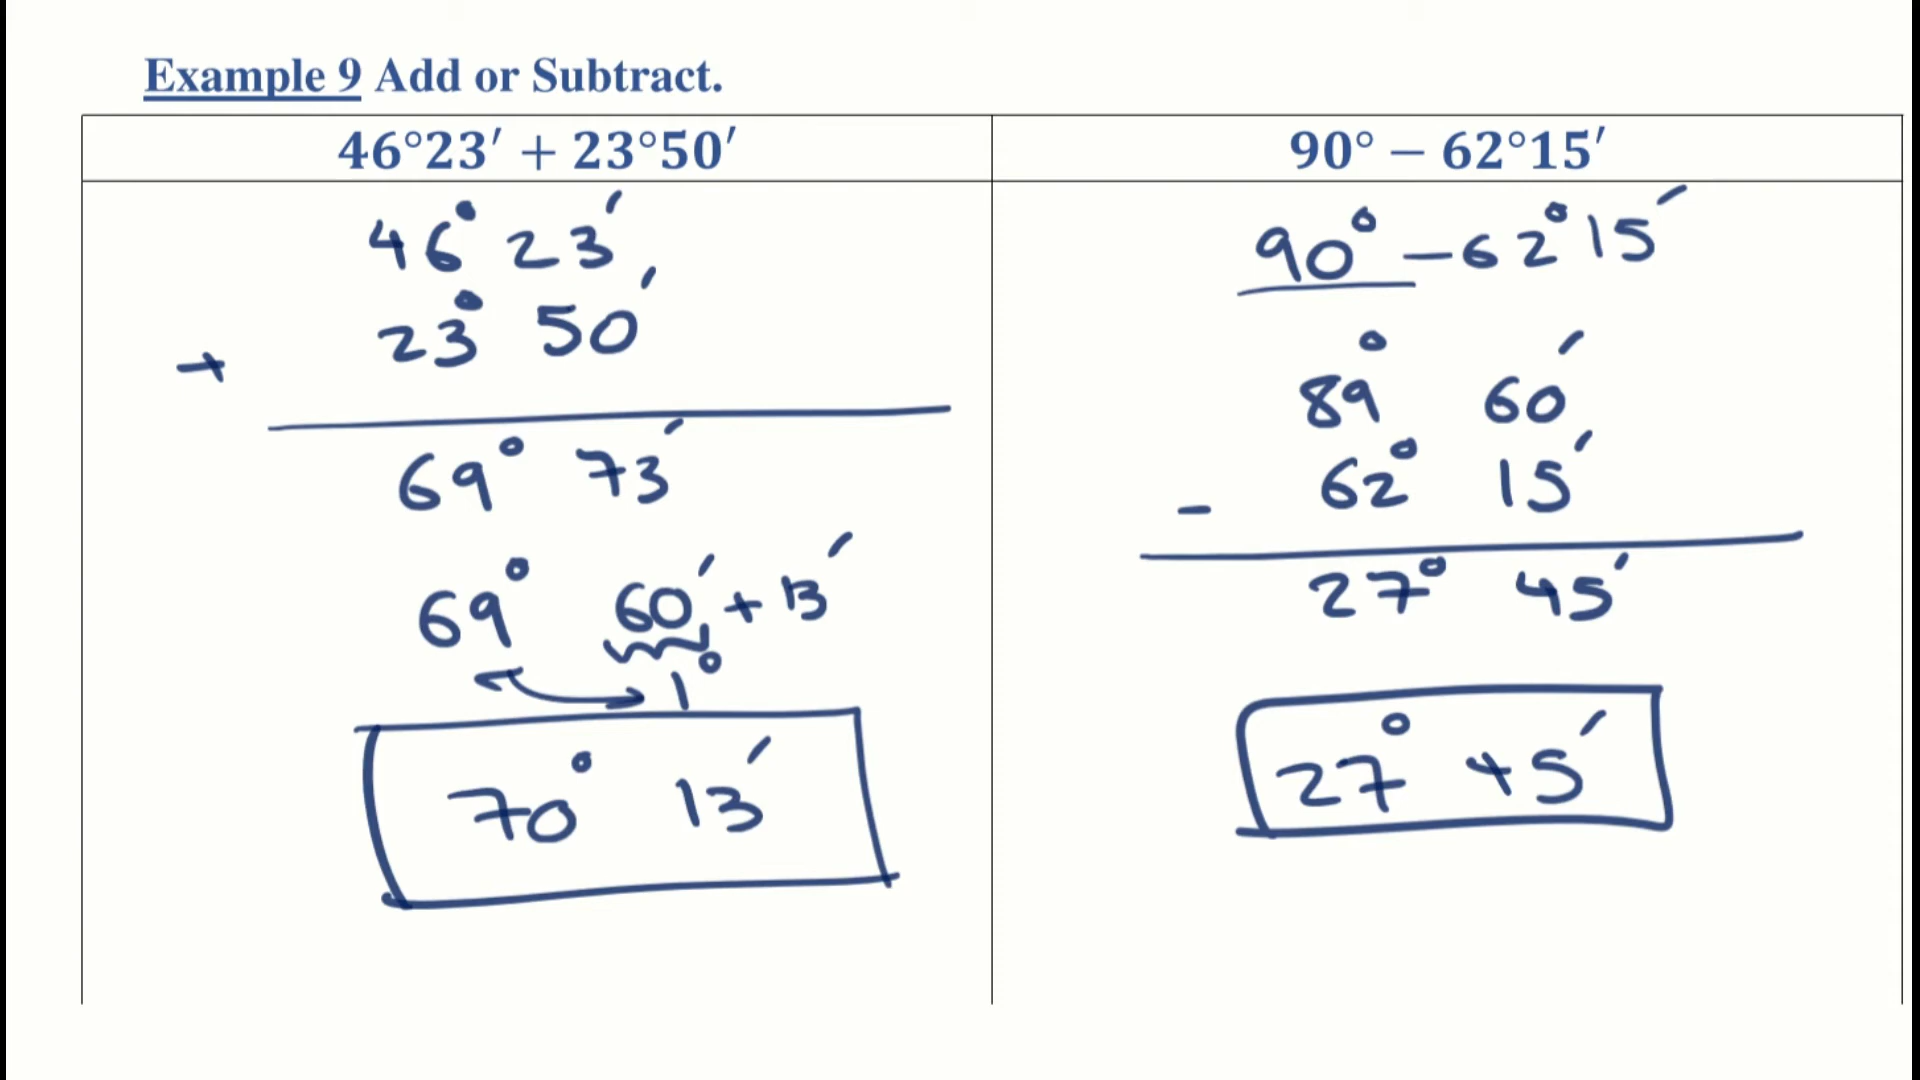 Example 9 Add or Subtract.
46°23′ + 23°50′
46° 23′
+ 23° 50′
69° 73′
69° 60′ + 13′
1°
70° 13′
90° − 62°15′
90° − 62° 15′
89° 60′
- 62° 15′
27° 45′
27° 45′